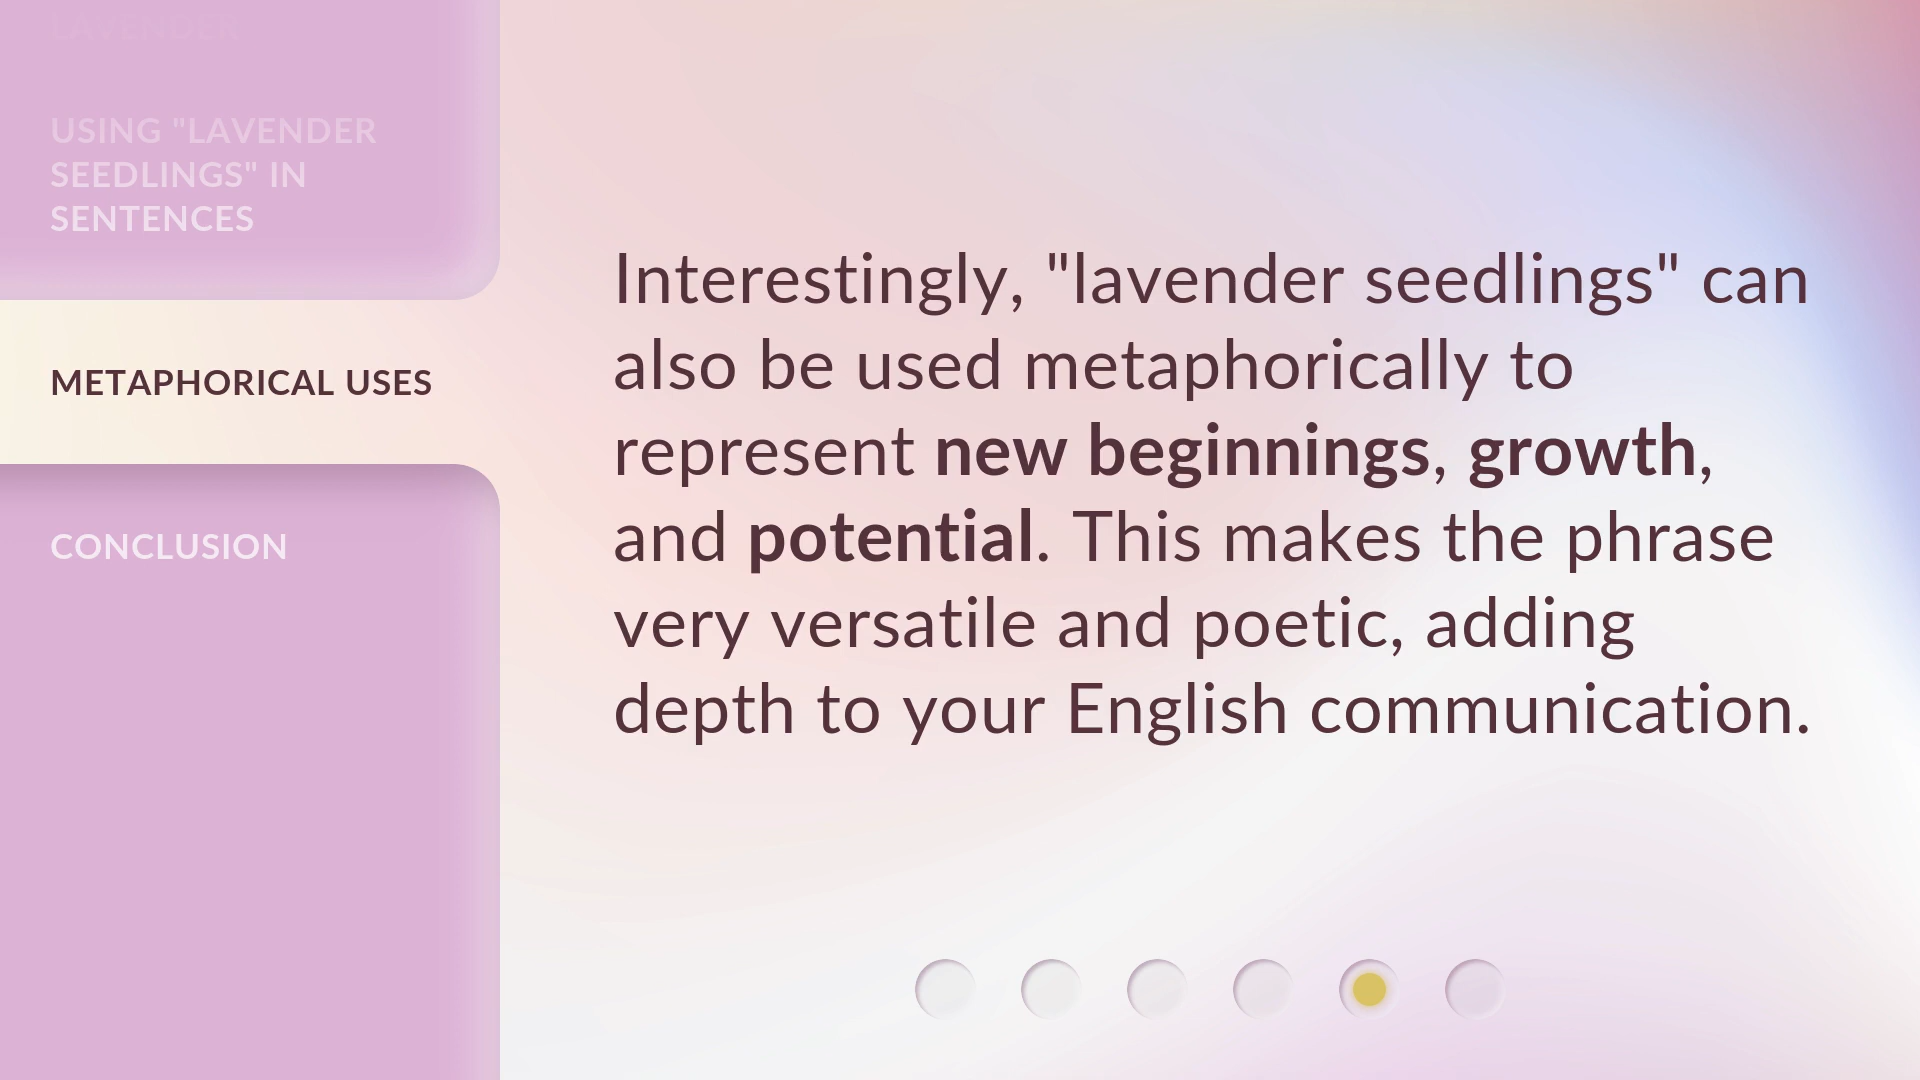 LAVENDER
USING "LAVENDER
SEEDLINGS" IN
SENTENCES
METAPHORICAL USES
CONCLUSION
Interestingly, "lavender seedlings" can
also be used metaphorically to
represent new beginnings, growth,
and potential. This makes the phrase
very versatile and poetic, adding
depth to your English communication.